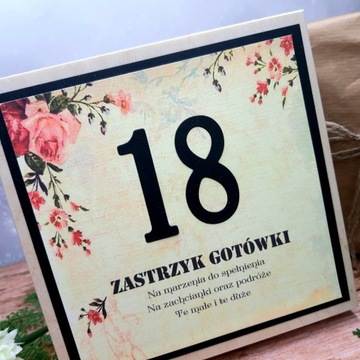 18
ZASTRZYK GOTÓWKI
Na marzenia do spełnienia
Na zachcianki oraz podróże
Te małe i te duże